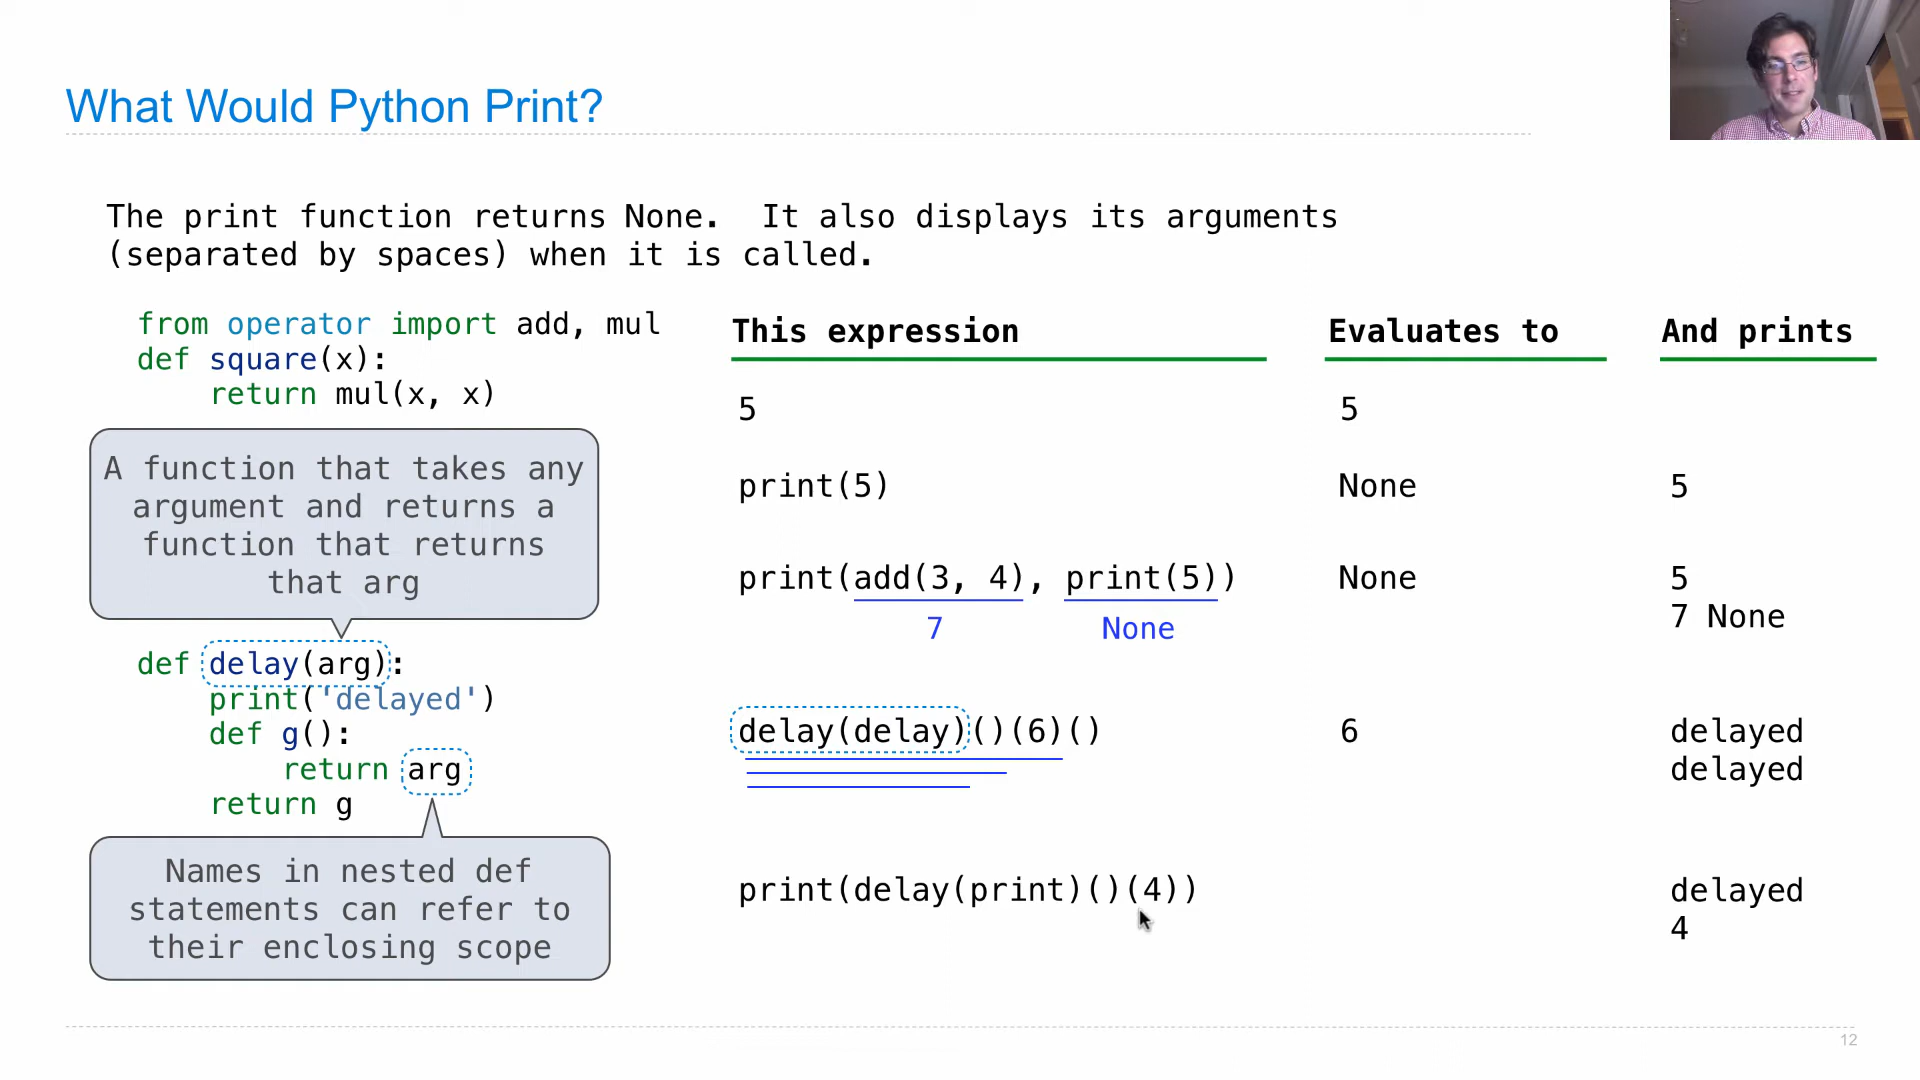 What Would Python Print?
The print function returns None.  It also displays its arguments
(separated by spaces) when it is called.
from operator import add, mul
def square(x):
    return mul(x, x)
A function that takes any
argument and returns a
function that returns
that arg
def delay(arg):
    print('delayed')
    def g():
        return arg
    return g
Names in nested def
statements can refer to
their enclosing scope
This expression Evaluates to And prints
5 5
print(5) None 5
print(add(3, 4), print(5)) None 5
7 None
7 None
delay(delay)()(6)() 6 delayed
delayed
print(delay(print)()(4)) delayed
4
12